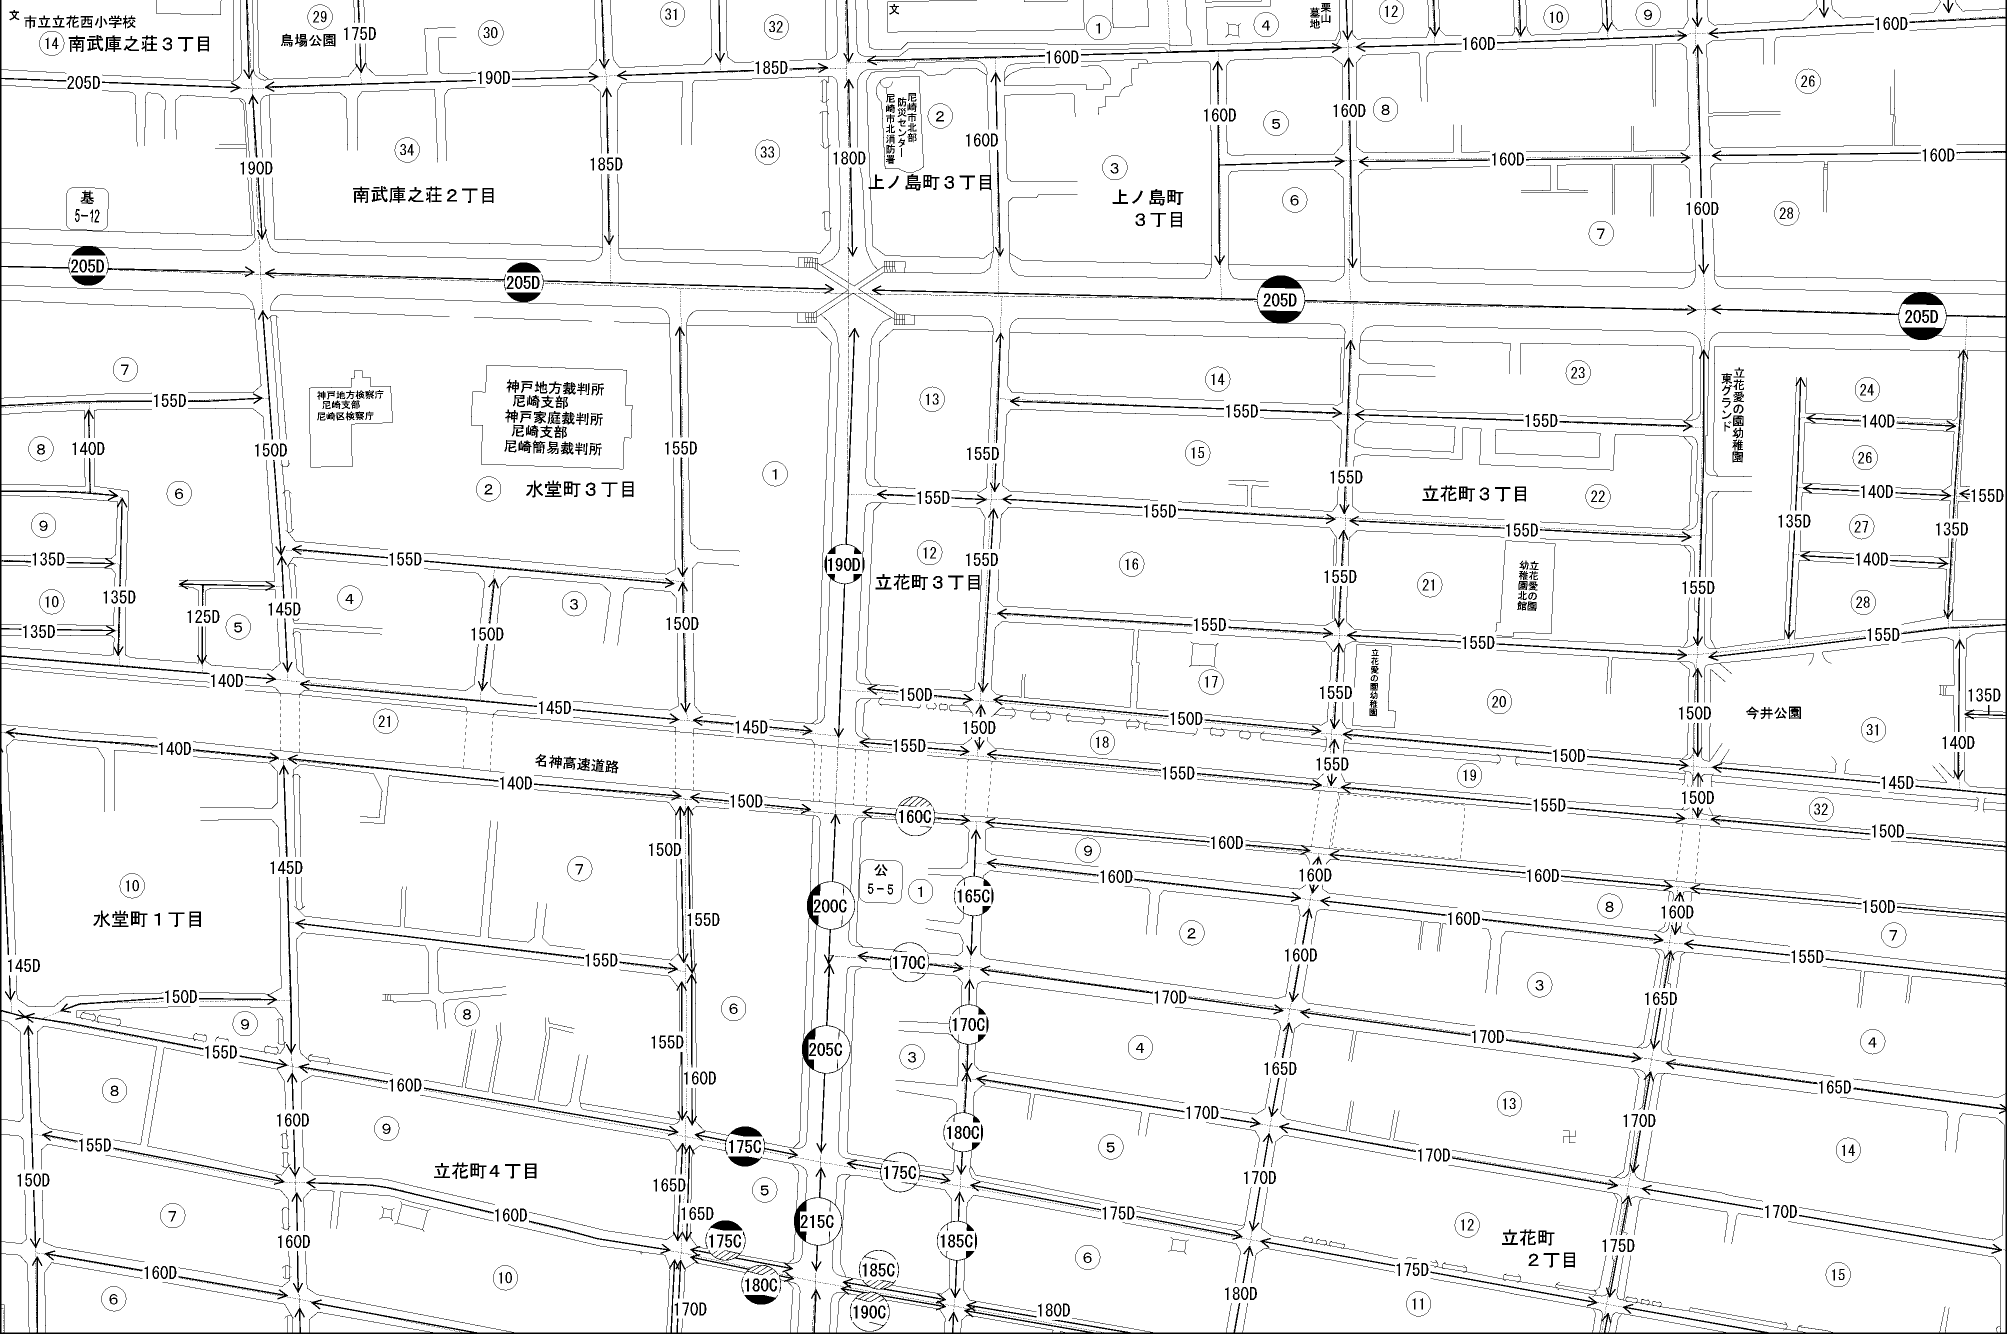 文
市立立花西小学校
14
南武庫之荘３丁目
29
鳥場公園
175D
30
31
32
文
1
4
栗山
墓地
12
10
9
160D
205D
190D
185D
160D
160D
26
34
190D
185D
33
180D
尼崎市北部
防災センター
尼崎市北消防署
2
160D
160D
5
160D
8
160D
160D
3
南武庫之荘２丁目
上ノ島町３丁目
上ノ島町
３丁目
6
160D
7
28
基
5-12
205D
205D
205D
205D
7
155D
神戸地方検察庁
尼崎支部
尼崎区検察庁
神戸地方裁判所
尼崎支部
神戸家庭裁判所
尼崎支部
尼崎簡易裁判所
13
14
155D
23
155D
立花愛の園幼稚園
東グランド
24
140D
8
140D
150D
155D
1
155D
15
155D
22
26
140D
6
2
水堂町３丁目
155D
155D
立花町３丁目
155D
155D
9
135D
155D
190D
12
155D
16
155D
21
立花愛の園
幼稚園北館
155D
135D
27
135D
140D
10
135D
135D
125D
5
145D
4
3
150D
150D
立花町３丁目
155D
155D
28
155D
140D
145D
145D
150D
17
150D
155D
立花愛の園幼稚園
20
150D
今井公園
135D
21
140D
名神高速道路
140D
150D
155D
150D
18
155D
155D
19
150D
155D
150D
31
140D
145D
32
150D
10
水堂町１丁目
145D
7
150D
155D
160C
公
5-5
1
200C
165C
9
160D
160D
160D
160D
160D
8
160D
150D
7
145D
150D
155D
6
170C
2
160D
170D
3
165D
155D
9
155D
8
155D
160D
205C
170C
3
4
165D
170D
4
165D
8
160D
160D
9
155D
150D
立花町４丁目
175C
180C
5
170D
13
170D
14
7
160D
160D
165D
165D
5
175C
215C
185C
170D
170D
175D
12
立花町
２丁目
170D
6
160D
10
175C
180C
170D
185C
190C
6
180D
180D
175D
11
175D
15